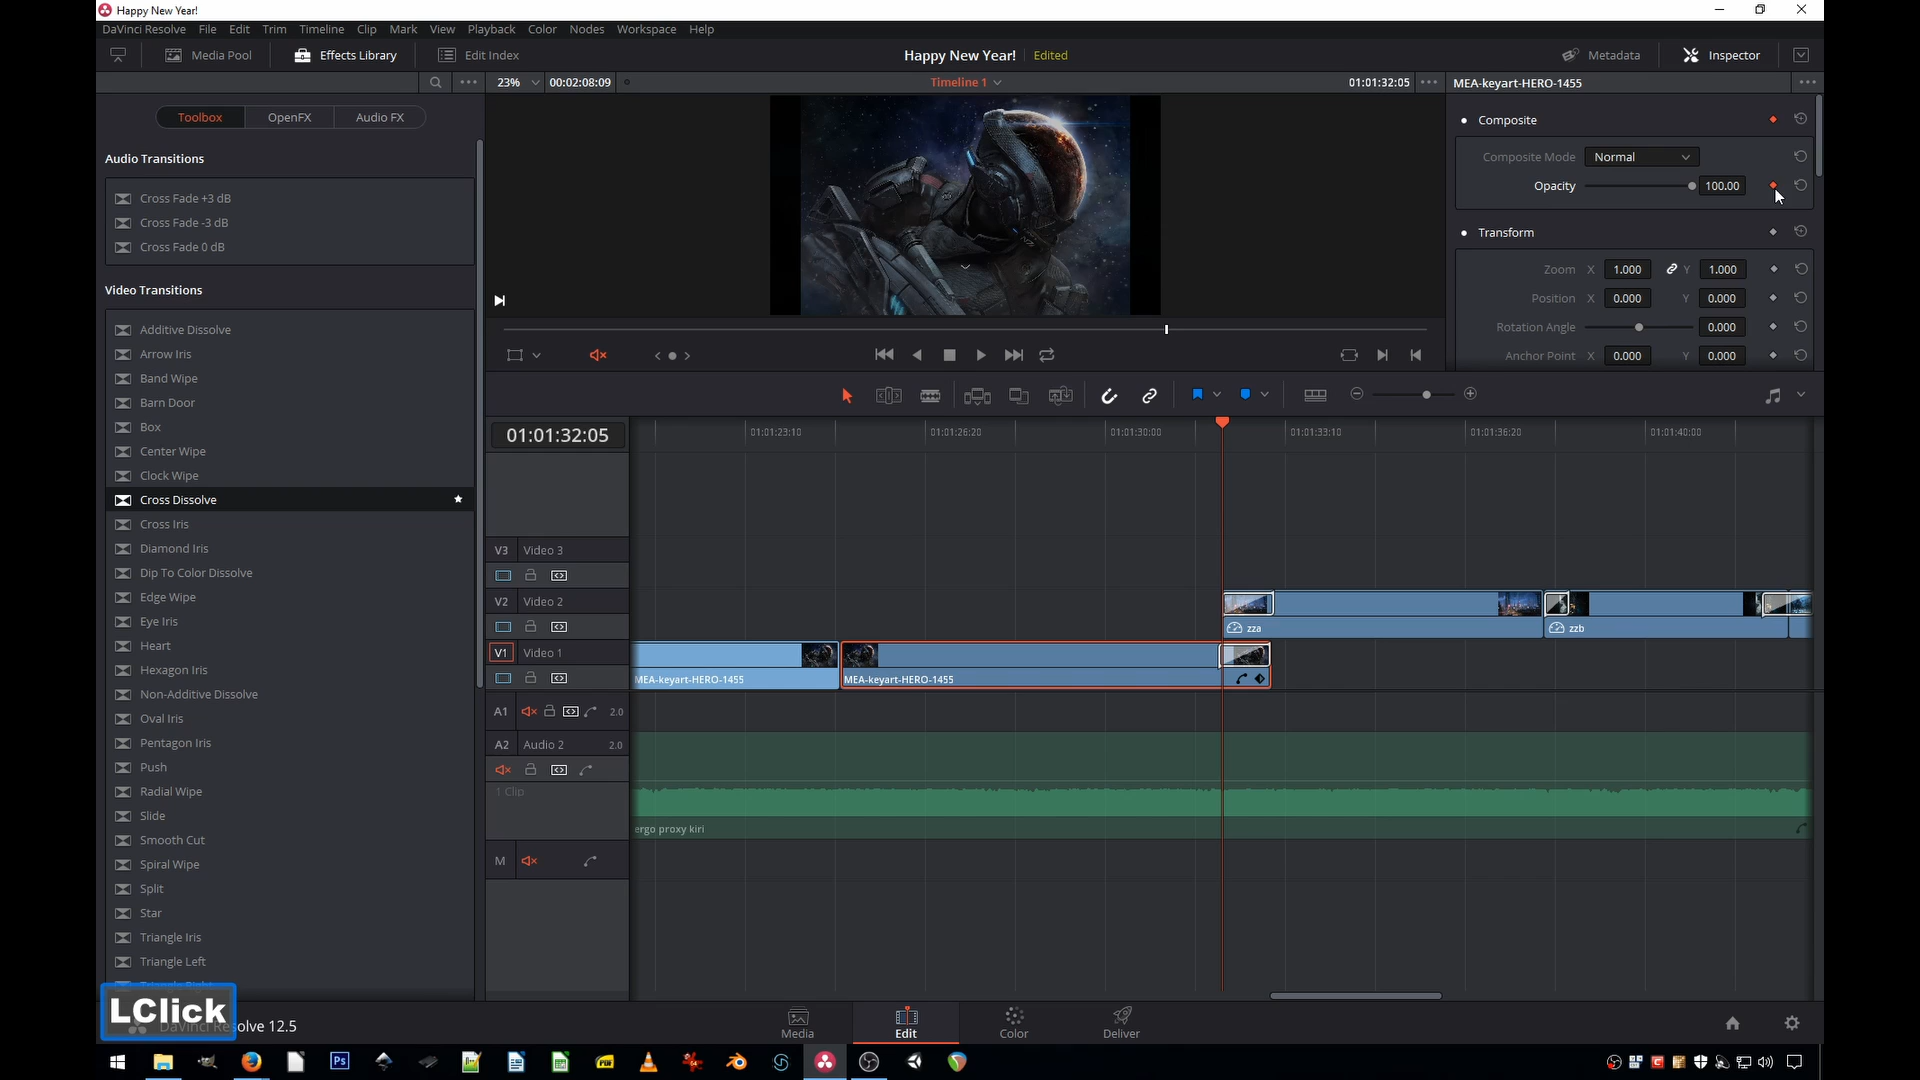 Happy New Year!
DaVinci Resolve File Edit Trim Timeline Clip Mark View Playback Color Nodes Workspace Help
Media Pool Effects Library Edit Index Happy New Year! Edited Metadata Inspector
23% 00:02:08:09 Timeline 1 01:01:32:05 MEA-keyart-HERO-1455
Toolbox OpenFX Audio FX
Composite
Composite Mode Normal
Opacity 100.00
Transform
Zoom X 1.000 Y 1.000
Position X 0.000 Y 0.000
Rotation Angle 0.000
Anchor Point X 0.000 Y 0.000
Audio Transitions
Cross Fade +3 dB
Cross Fade -3 dB
Cross Fade 0 dB
Video Transitions
Additive Dissolve
Arrow Iris
Band Wipe
Barn Door
Box
Center Wipe
Clock Wipe
Cross Dissolve
Cross Iris
Diamond Iris
Dip To Color Dissolve
Edge Wipe
Eye Iris
Heart
Hexagon Iris
Non-Additive Dissolve
Oval Iris
Pentagon Iris
Push
Radial Wipe
Slide
Smooth Cut
Spiral Wipe
Split
Star
Triangle Iris
Triangle Left
01:01:32:05 01:01:23:10 01:01:26:20 01:01:30:00 01:01:33:10 01:01:36:20 01:01:40:00
V3 Video 3
V2 Video 2
zza zzb
V1 Video 1
MEA-keyart-HERO-1455 MEA-keyart-HERO-1455
A1 2.0
A2 Audio 2 2.0
1 Clip
ergo proxy kiri
M
LClick
DaVinci Resolve 12.5
Media Edit Color Deliver
Ps